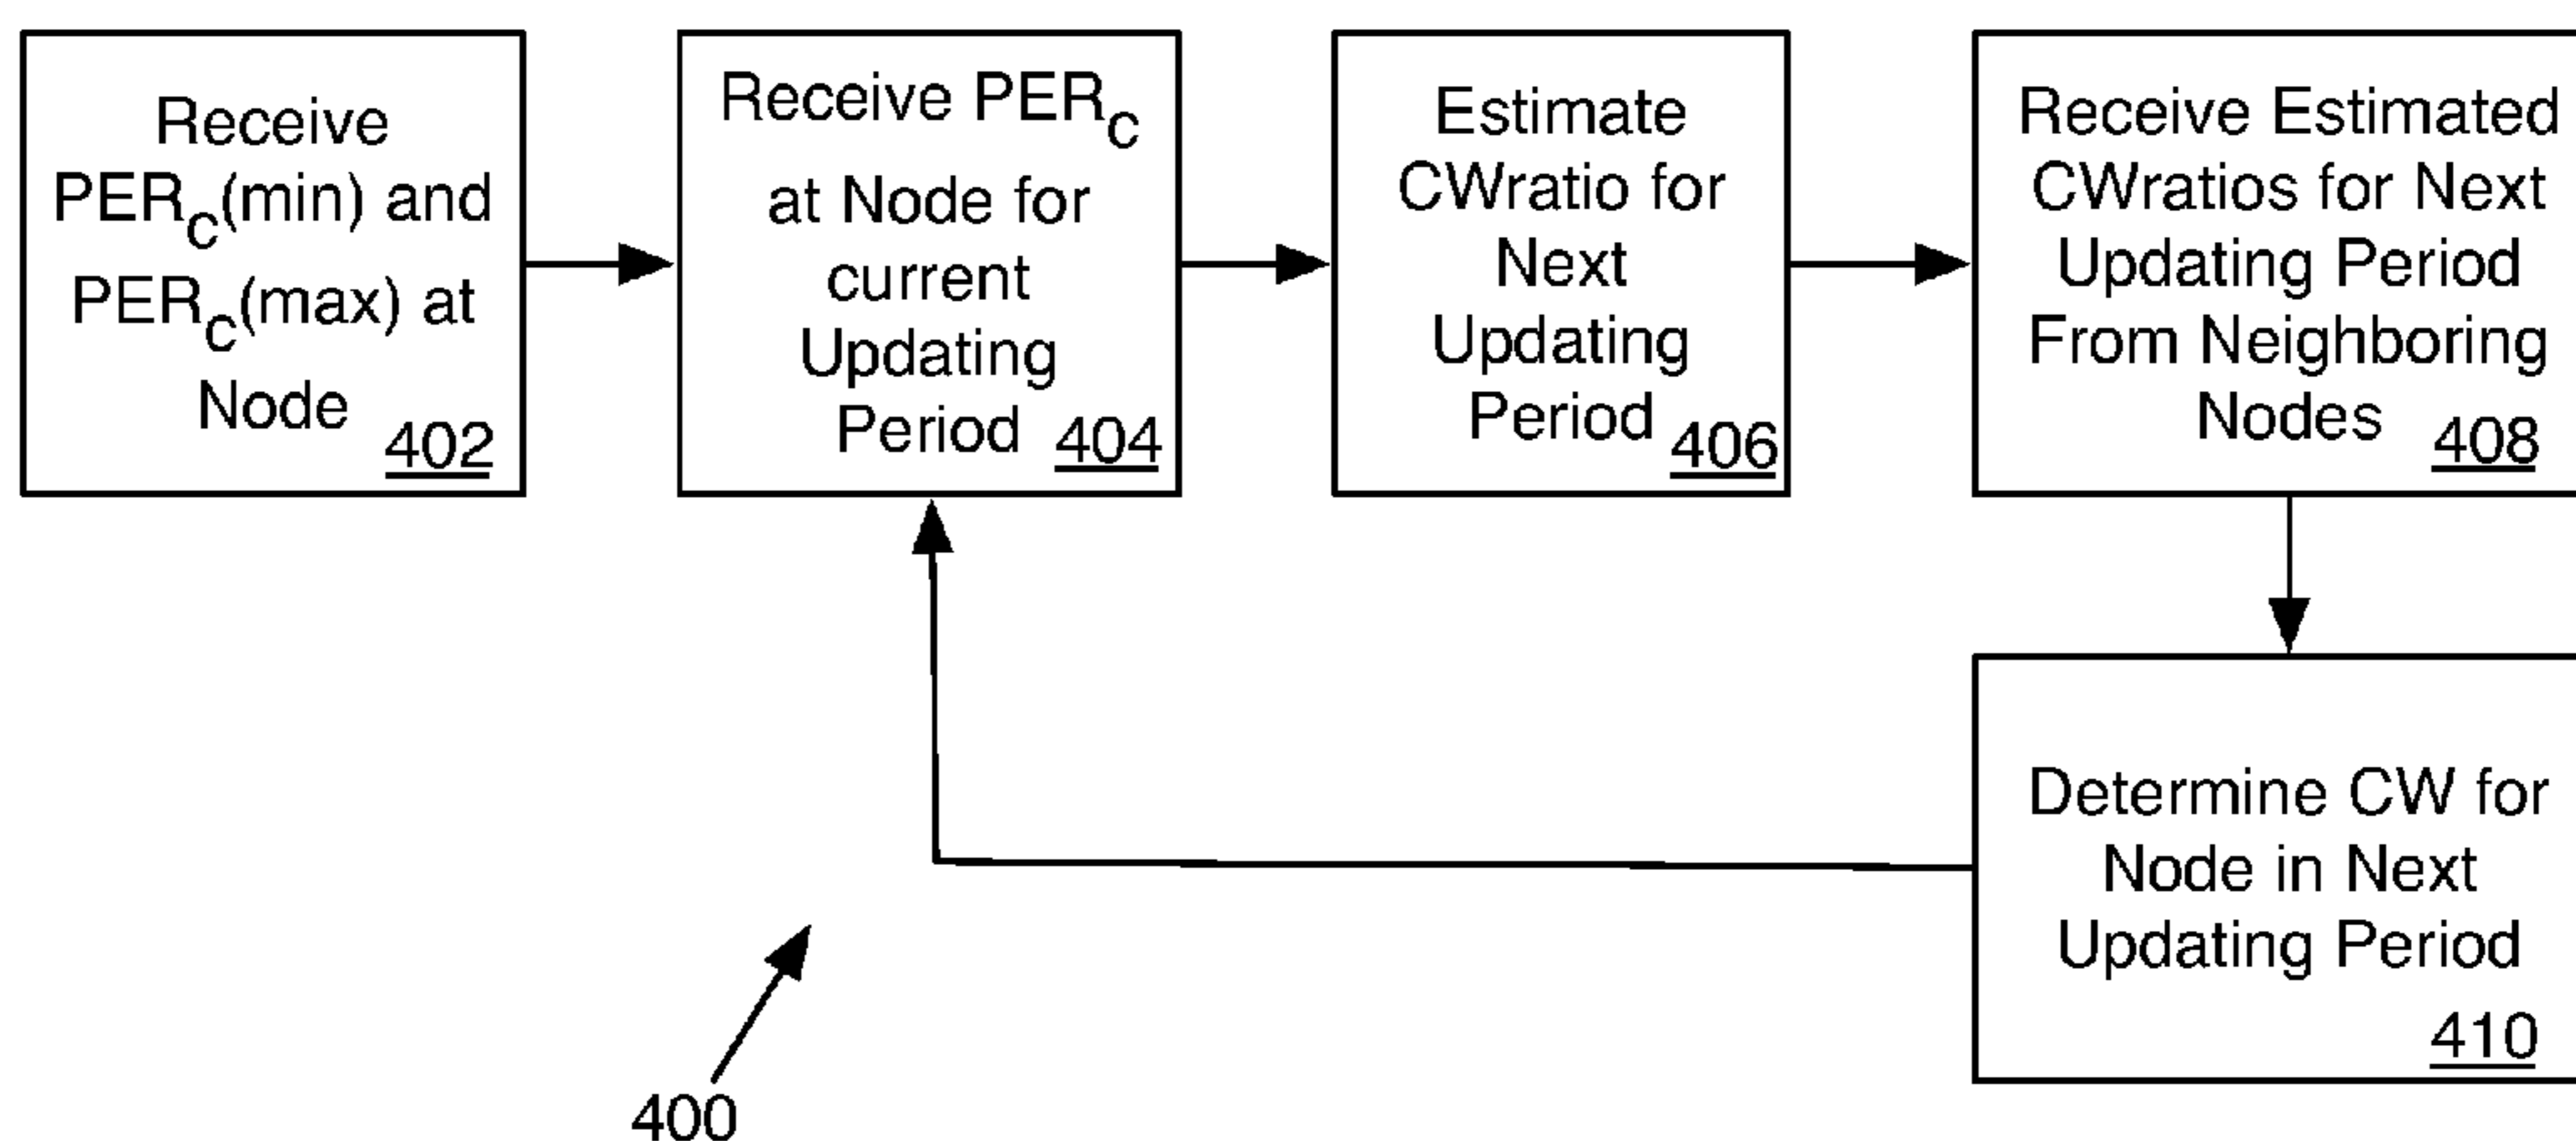 Receive
PERc(min) and
PERc(max) at
Node
402
Receive PERc
at Node for
current
Updating
Period
404
Estimate
CWratio for
Next
Updating
Period
406
Receive Estimated
CWratios for Next
Updating Period
From Neighboring
Nodes
408
Determine CW for
Node in Next
Updating Period
410
400